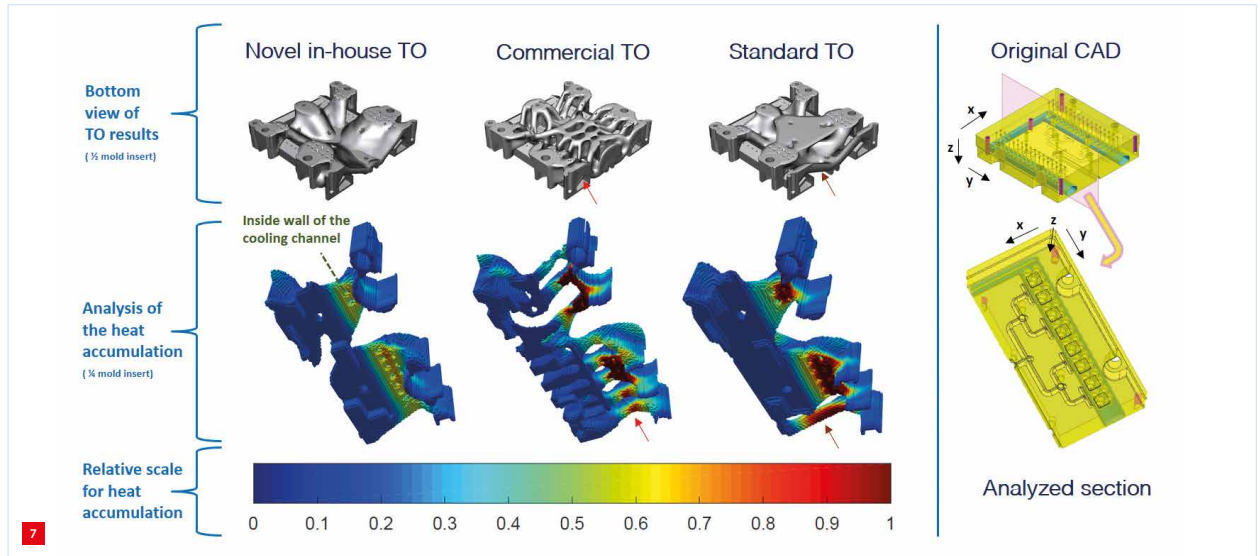 Novel in-house TO
Commercial TO
Standard TO
Original CAD
Bottom
view of
TO results
( ½ mold insert)
x
z
y
Inside wall of the
cooling channel
x
z
y
Analysis of
the heat
accumulation
( ¼ mold insert)
Relative scale
for heat
accumulation
0 0.1 0.2 0.3 0.4 0.5 0.6 0.7 0.8 0.9 1
Analyzed section
7